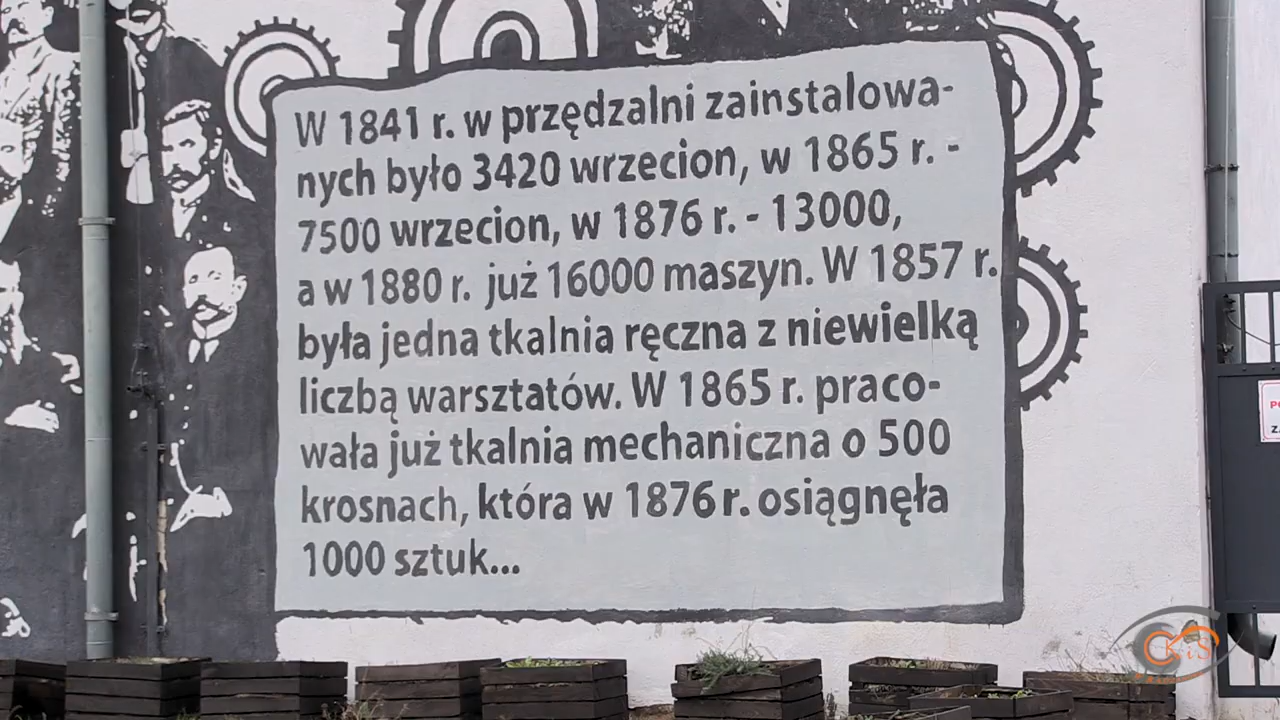 W 1841 r. w przędzalni zainstalowa-
nych było 3420 wrzecion, w 1865 r. -
7500 wrzecion, w 1876 r. - 13000,
a w 1880 r. już 16000 maszyn. W 1857 r.
była jedna tkalnia ręczna z niewielką
liczbą warsztatów. W 1865 r. praco-
wała już tkalnia mechaniczna o 500
krosnach, która w 1876 r. osiągnęła
1000 sztuk...
CKiS